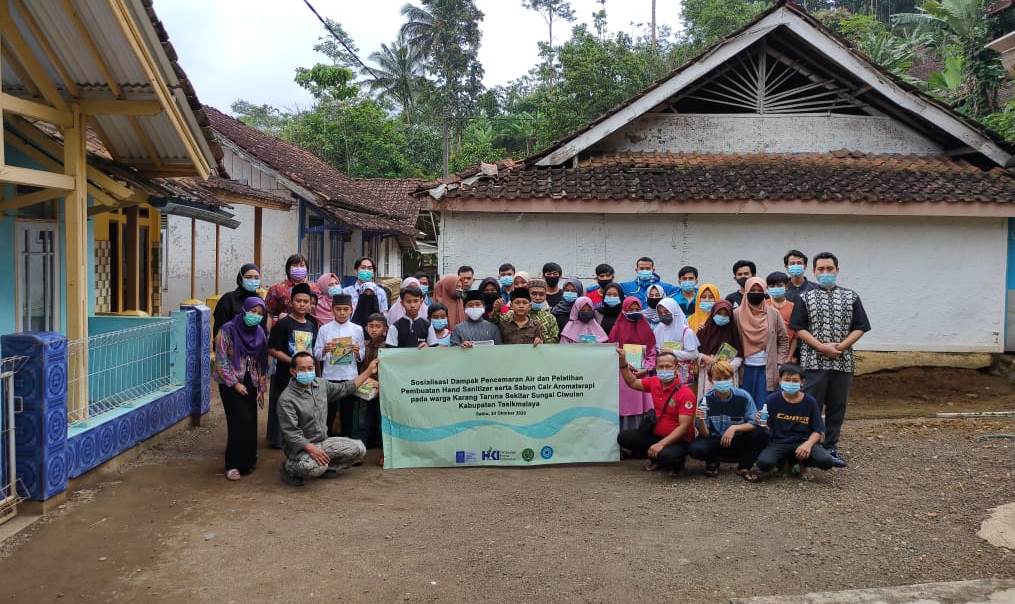 Sosialisasi Dampak Pencemaran Air dan Pelatihan
Pembuatan Hand Sanitizer serta Sabun Cair Aromaterapi
pada warga Karang Taruna Sekitar Sungai Ciwulan
Kabupaten Tasikmalaya
Sabtu, 24 Oktober 2020
HKI